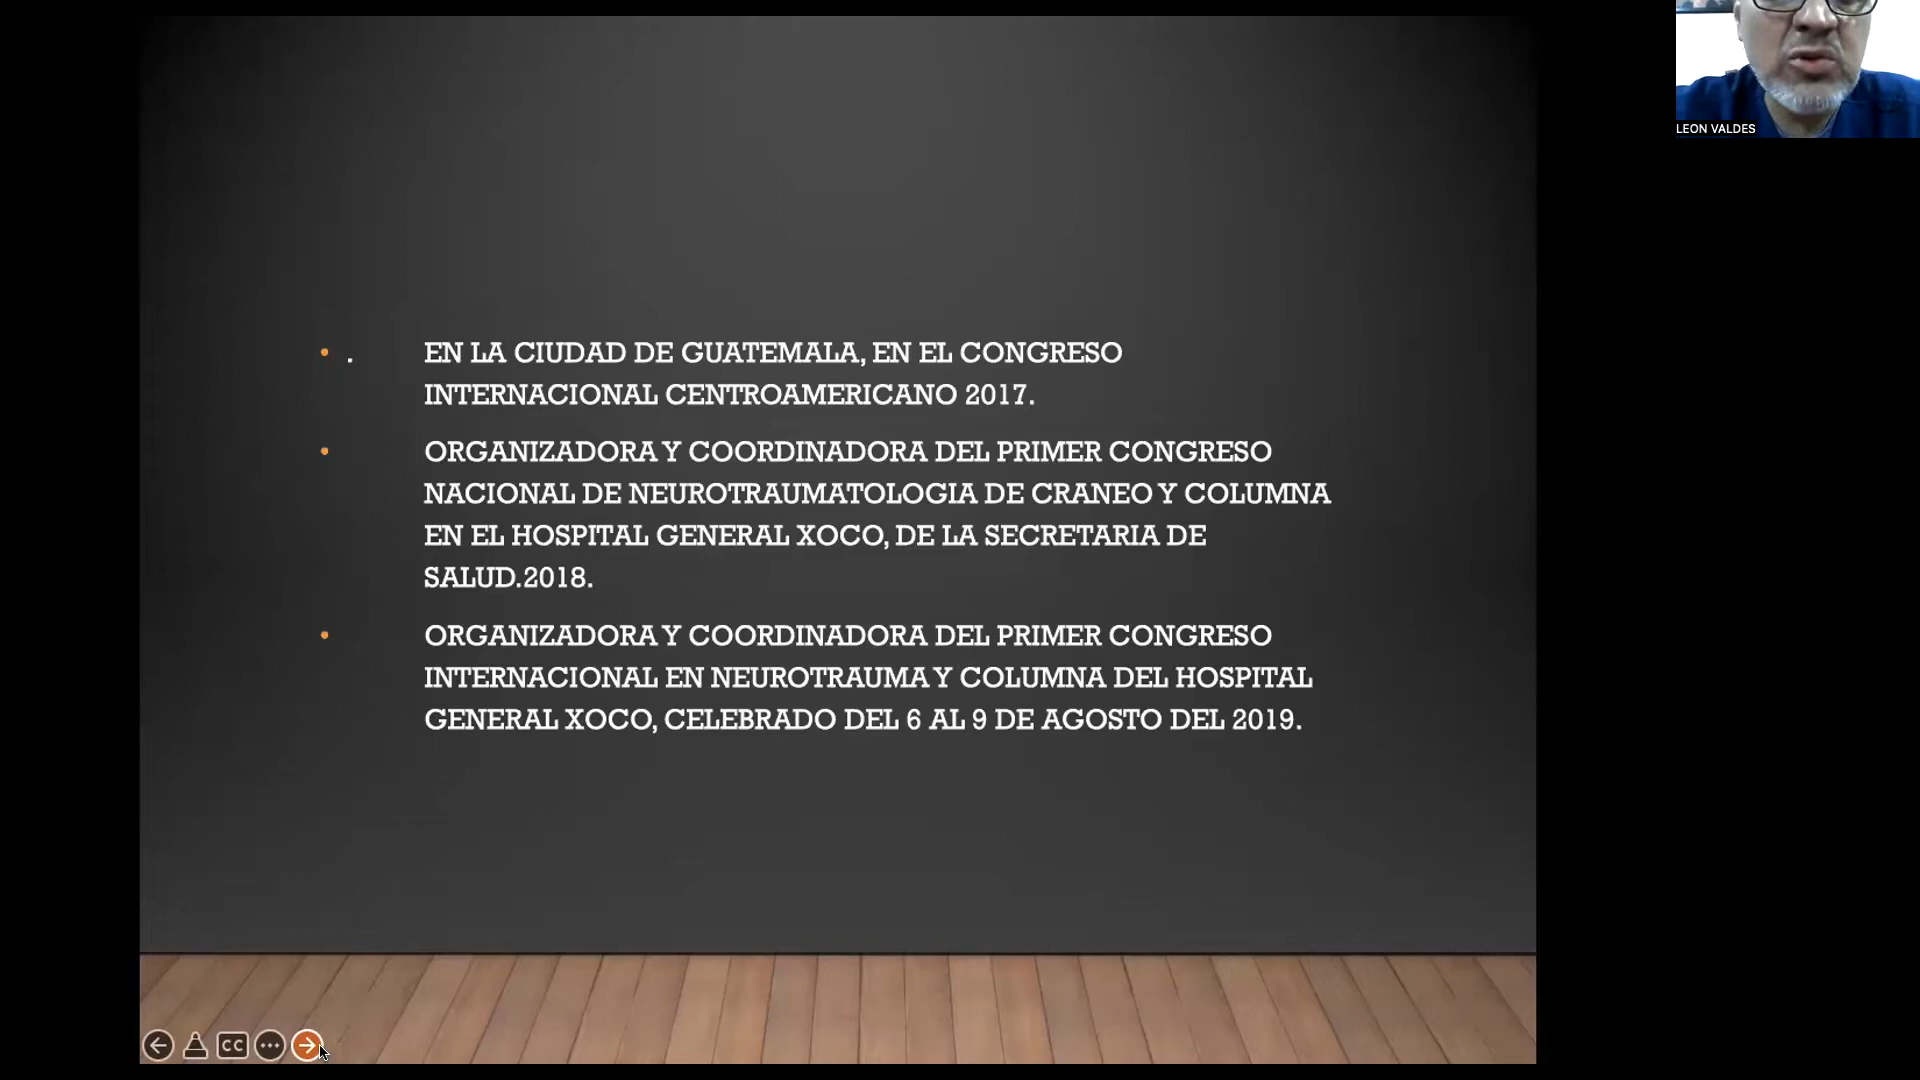 . EN LA CIUDAD DE GUATEMALA, EN EL CONGRESO
INTERNACIONAL CENTROAMERICANO 2017.
ORGANIZADORA Y COORDINADORA DEL PRIMER CONGRESO
NACIONAL DE NEUROTRAUMATOLOGIA DE CRANEO Y COLUMNA
EN EL HOSPITAL GENERAL XOCO, DE LA SECRETARIA DE
SALUD.2018.
ORGANIZADORA Y COORDINADORA DEL PRIMER CONGRESO
INTERNACIONAL EN NEUROTRAUMA Y COLUMNA DEL HOSPITAL
GENERAL XOCO, CELEBRADO DEL 6 AL 9 DE AGOSTO DEL 2019.
LEON VALDES
CC